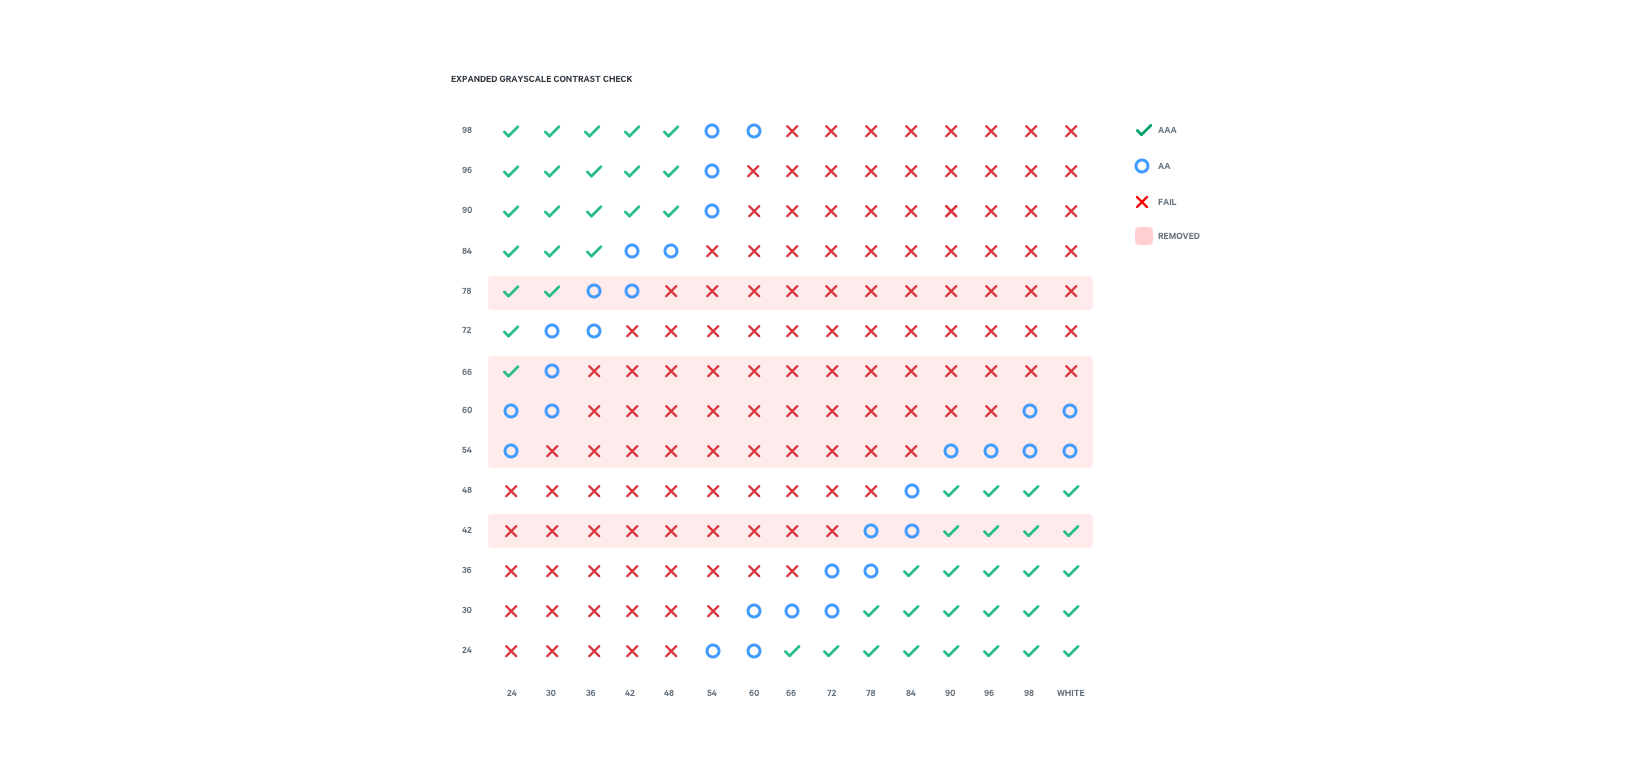 EXPANDED GRAYSCALE CONTRAST CHECK
98
96
90
84
78
72
66
60
54
48
42
36
30
24
24 30 36 42 48 54 60 66 72 78 84 90 96 98 WHITE
AAA
AA
FAIL
REMOVED